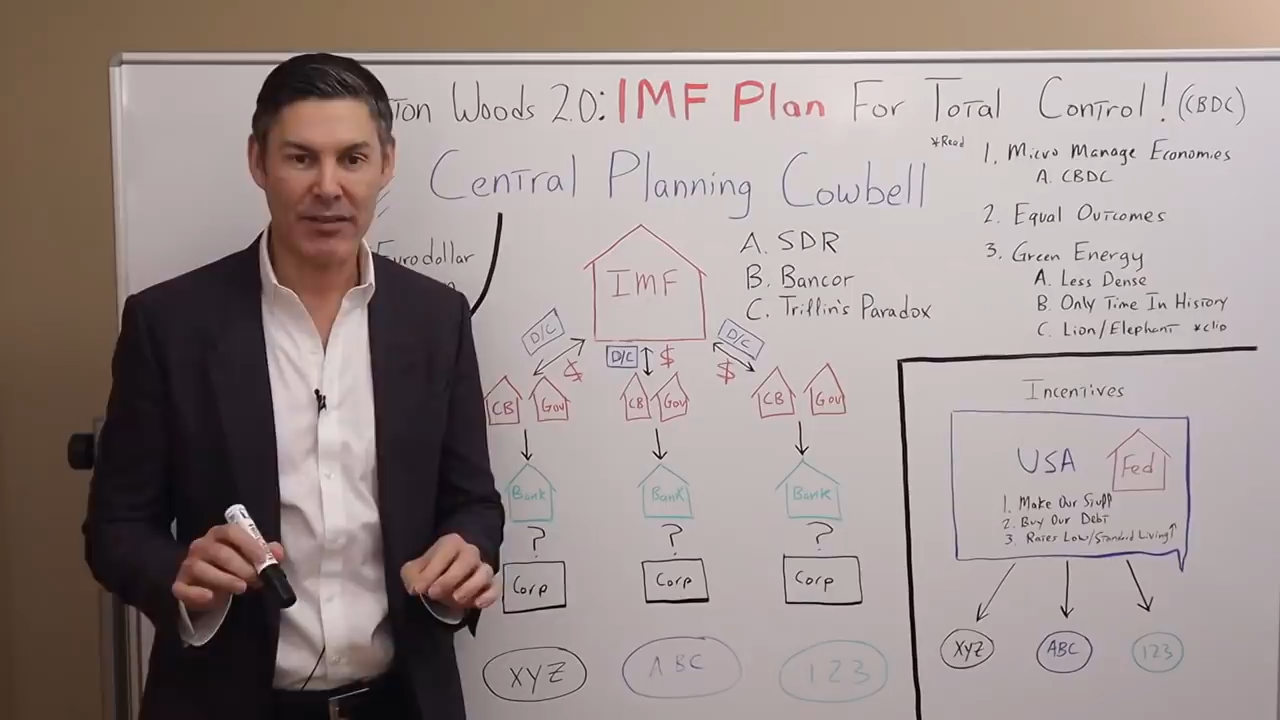 ton Woods 2.0: IMF Plan For Total Control! (CBDC)
*Read
Central Planning Cowbell
1. Micro Manage Economies
A. CBDC
2. Equal Outcomes
3. Green Energy
A. Less Dense
B. Only Time In History
C. Lion/Elephant *clip
Eurodollar
A. SDR
B. Bancor
C. Triffin's Paradox
IMF
D/C $ D/C $ D/C $
CB Gov CB Gov CB Gov
Bank Bank Bank
? ? ?
Corp Corp Corp
XYZ ABC 123
Incentives
USA Fed
1. Make Our Stuff
2. Buy Our Debt
3. Rates Low/Standard Living↑
XYZ ABC 123